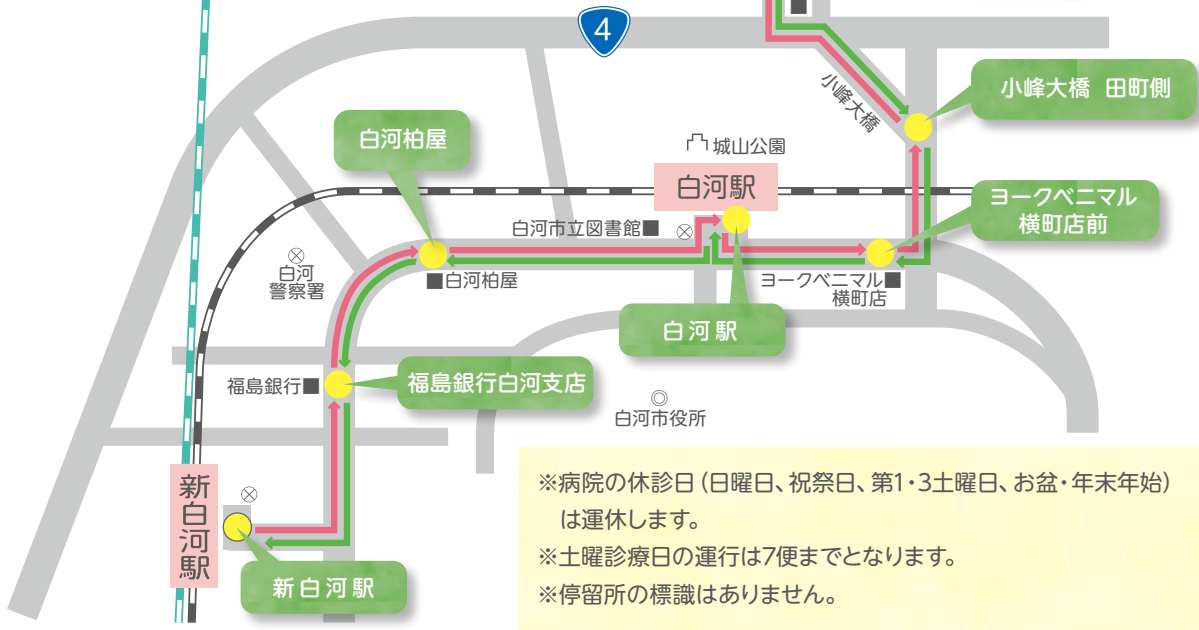 4
小峰大橋
小峰大橋 田町側
白河柏屋
城山公園
白河駅
ヨークベニマル
横町店前
白河市立図書館■
白河
警察署
■白河柏屋
ヨークベニマル■
横町店
白河駅
福島銀行■
福島銀行白河支店
白河市役所
新白河駅
新白河駅
※病院の休診日(日曜日、祝祭日、第1・3土曜日、お盆・年末年始)
は運休します。
※土曜診療日の運行は7便までとなります。
※停留所の標識はありません。